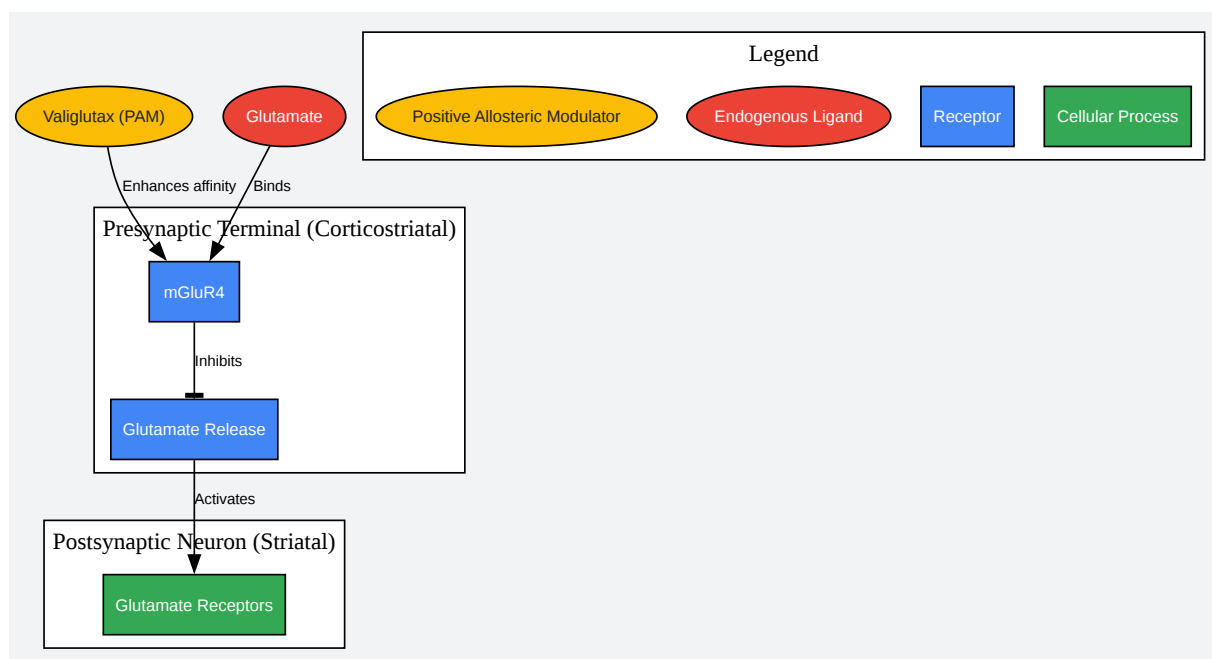 Legend
Valiglutax (PAM)
Glutamate
Positive Allosteric Modulator
Endogenous Ligand
Receptor
Cellular Process
Enhances affinity
Binds
Presynaptic Terminal (Corticostriatal)
mGluR4
Inhibits
Glutamate Release
Activates
Postsynaptic Neuron (Striatal)
Glutamate Receptors